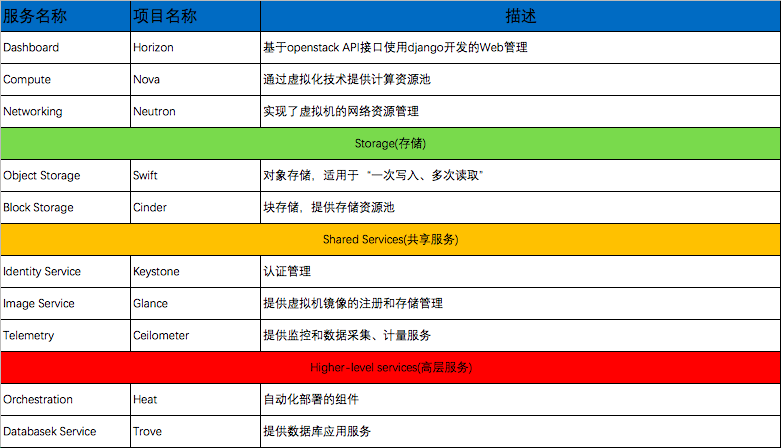 服务名称 项目名称 描述
Dashboard Horizon 基于openstack API接口使用django开发的Web管理
Compute Nova 通过虚拟化技术提供计算资源池
Networking Neutron 实现了虚拟机的网络资源管理
Storage(存储)
Object Storage Swift 对象存储，适用于 “一次写入、多次读取”
Block Storage Cinder 块存储，提供存储资源池
Shared Services(共享服务)
Identity Service Keystone 认证管理
Image Service Glance 提供虚拟机镜像的注册和存储管理
Telemetry Ceilometer 提供监控和数据采集、计量服务
Higher-level services(高层服务)
Orchestration Heat 自动化部署的组件
Databasek Service Trove 提供数据库应用服务